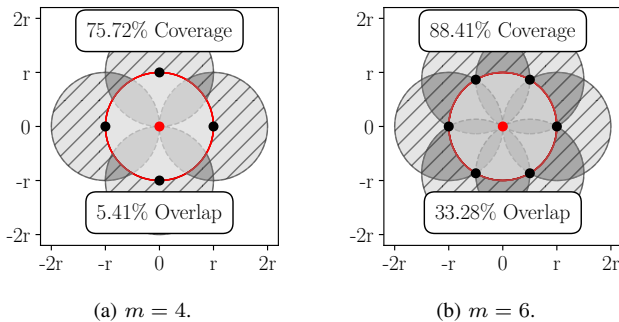 2r
r
0
-r
-2r
75.72% Coverage
5.41% Overlap
-2r -r 0 r 2r
(a) m = 4.
2r
r
0
-r
-2r
88.41% Coverage
33.28% Overlap
-2r -r 0 r 2r
(b) m = 6.